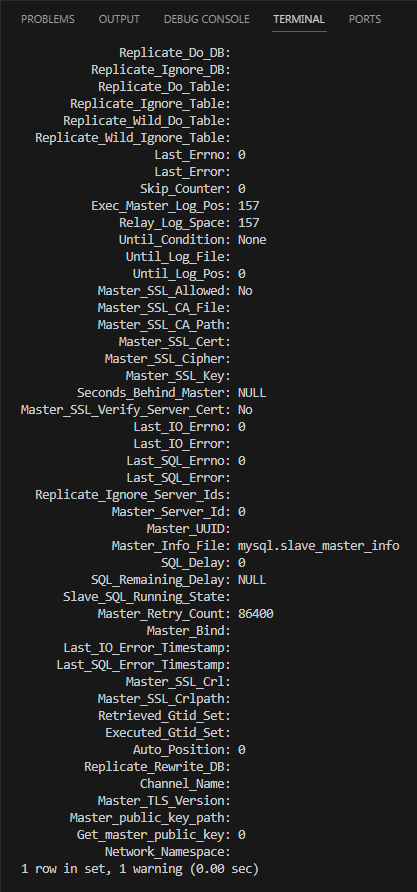 PROBLEMS OUTPUT DEBUG CONSOLE TERMINAL PORTS
Replicate_Do_DB:
Replicate_Ignore_DB:
Replicate_Do_Table:
Replicate_Ignore_Table:
Replicate_Wild_Do_Table:
Replicate_Wild_Ignore_Table:
Last_Errno: 0
Last_Error:
Skip_Counter: 0
Exec_Master_Log_Pos: 157
Relay_Log_Space: 157
Until_Condition: None
Until_Log_File:
Until_Log_Pos: 0
Master_SSL_Allowed: No
Master_SSL_CA_File:
Master_SSL_CA_Path:
Master_SSL_Cert:
Master_SSL_Cipher:
Master_SSL_Key:
Seconds_Behind_Master: NULL
Master_SSL_Verify_Server_Cert: No
Last_IO_Errno: 0
Last_IO_Error:
Last_SQL_Errno: 0
Last_SQL_Error:
Replicate_Ignore_Server_Ids:
Master_Server_Id: 0
Master_UUID:
Master_Info_File: mysql.slave_master_info
SQL_Delay: 0
SQL_Remaining_Delay: NULL
Slave_SQL_Running_State:
Master_Retry_Count: 86400
Master_Bind:
Last_IO_Error_Timestamp:
Last_SQL_Error_Timestamp:
Master_SSL_Crl:
Master_SSL_Crlpath:
Retrieved_Gtid_Set:
Executed_Gtid_Set:
Auto_Position: 0
Replicate_Rewrite_DB:
Channel_Name:
Master_TLS_Version:
Master_public_key_path:
Get_master_public_key: 0
Network_Namespace:
1 row in set, 1 warning (0.00 sec)